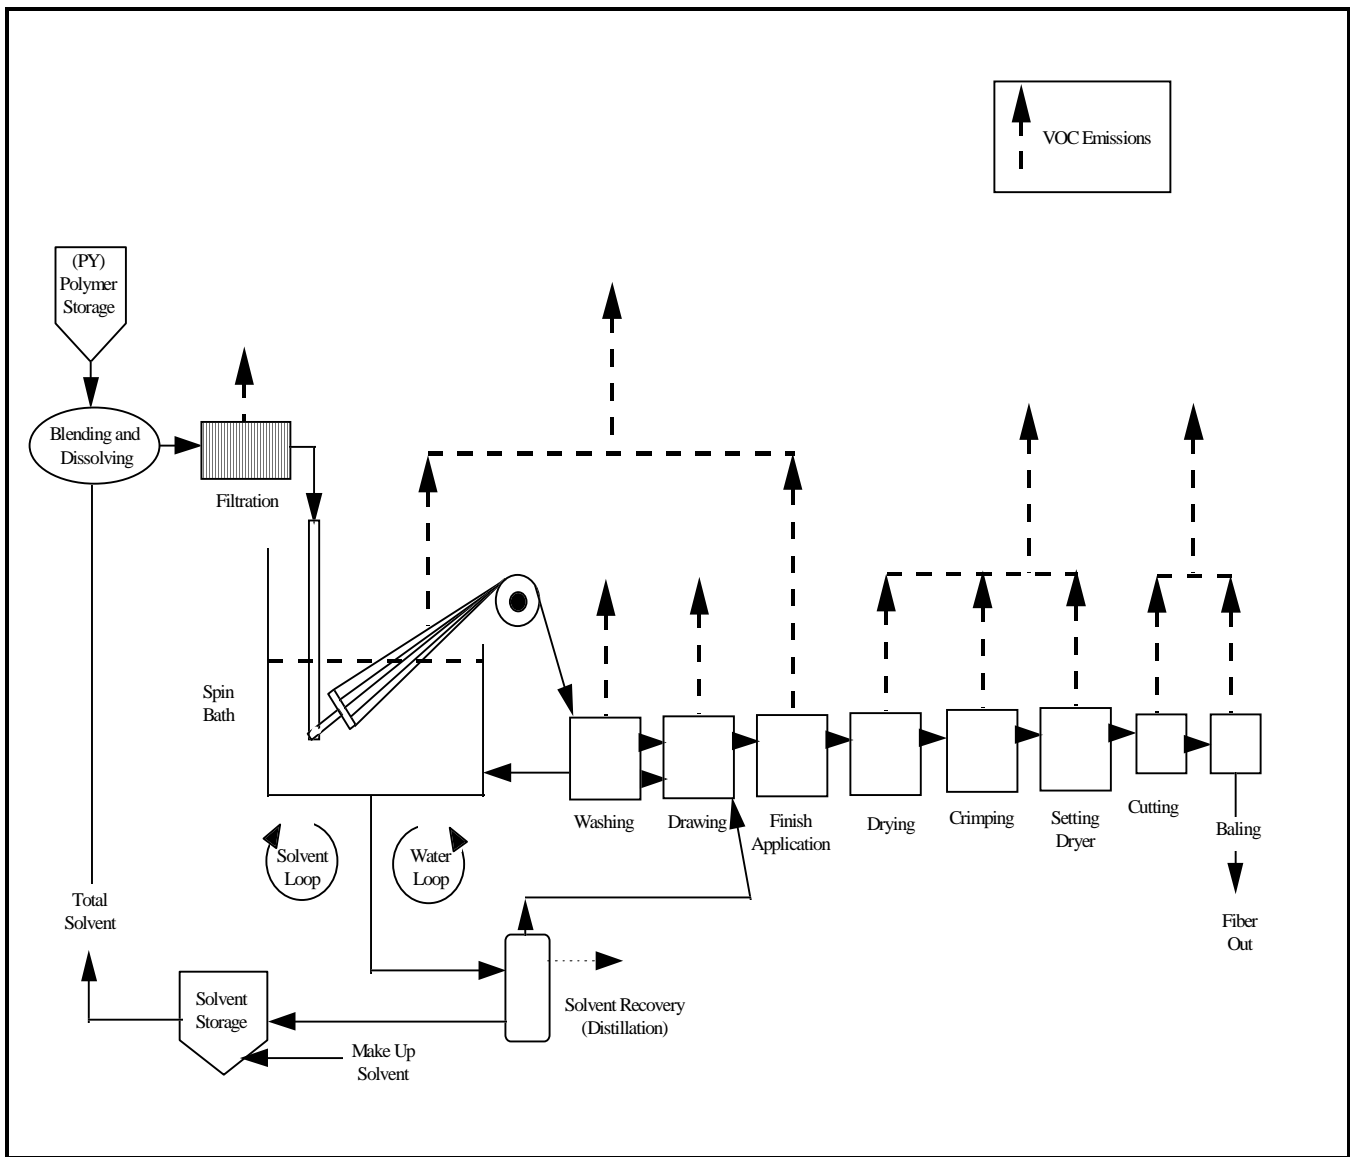 VOC Emissions
(PY)
Polymer
Storage
Blending and
Dissolving
Filtration
Spin
Bath
Washing
Drawing
Finish
Application
Drying
Crimping
Setting
Dryer
Cutting
Baling
Solvent
Loop
Water
Loop
Total
Solvent
Fiber
Out
Solvent
Storage
Solvent Recovery
(Distillation)
Make Up
Solvent